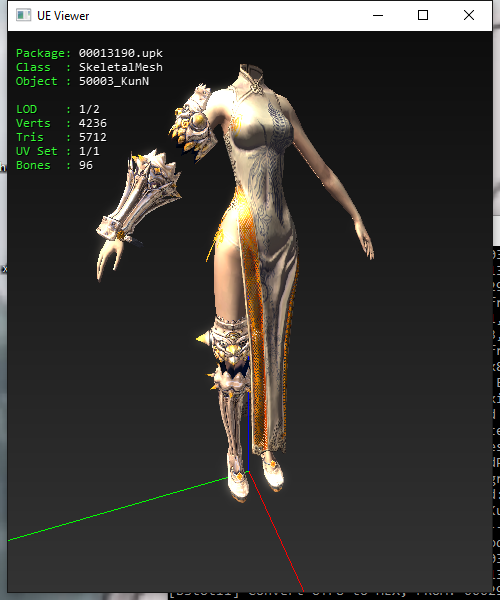 UE Viewer
Package: 00013190.upk
Class : SkeletalMesh
Object : 50003_KunN
LOD : 1/2
Verts : 4236
Tris : 5712
UV Set : 1/1
Bones : 96